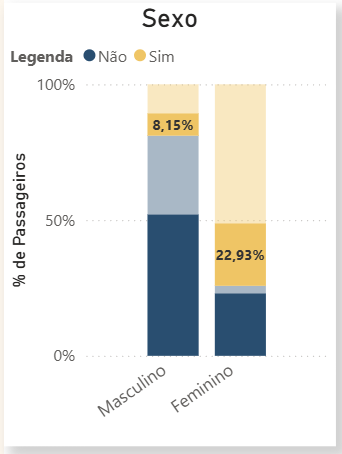 Sexo
Legenda Não Sim
100%
8,15%
50%
22,93%
0%
% de Passageiros
Masculino
Feminino